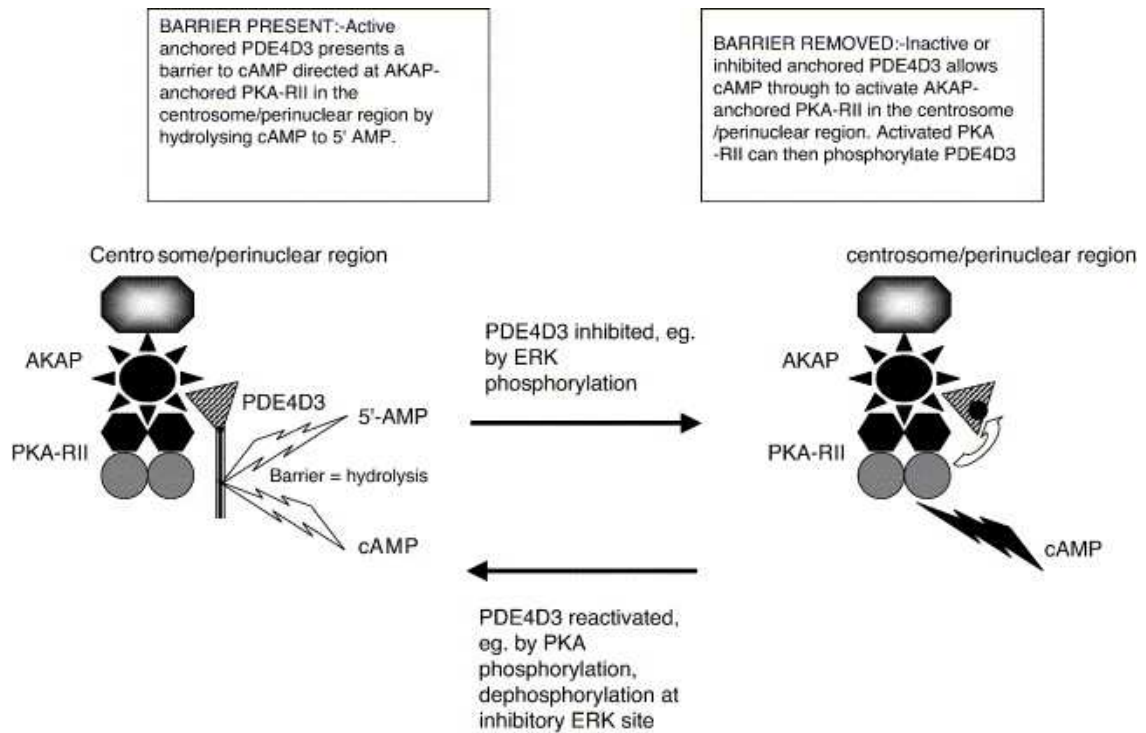 BARRIER PRESENT:-Active
anchored PDE4D3 presents a
barrier to cAMP directed at AKAP-
anchored PKA-RII in the
centrosome/perinuclear region by
hydrolysing cAMP to 5' AMP.
BARRIER REMOVED:-Inactive or
inhibited anchored PDE4D3 allows
cAMP through to activate AKAP-
anchored PKA-RII in the centrosome
/perinuclear region. Activated PKA
-RII can then phosphorylate PDE4D3
Centrosome/perinuclear region
AKAP
PDE4D3
5'-AMP
PKA-RII
Barrier = hydrolysis
cAMP
PDE4D3 inhibited, eg.
by ERK
phosphorylation
PDE4D3 reactivated,
eg. by PKA
phosphorylation,
dephosphorylation at
inhibitory ERK site
centrosome/perinuclear region
AKAP
PKA-RII
cAMP